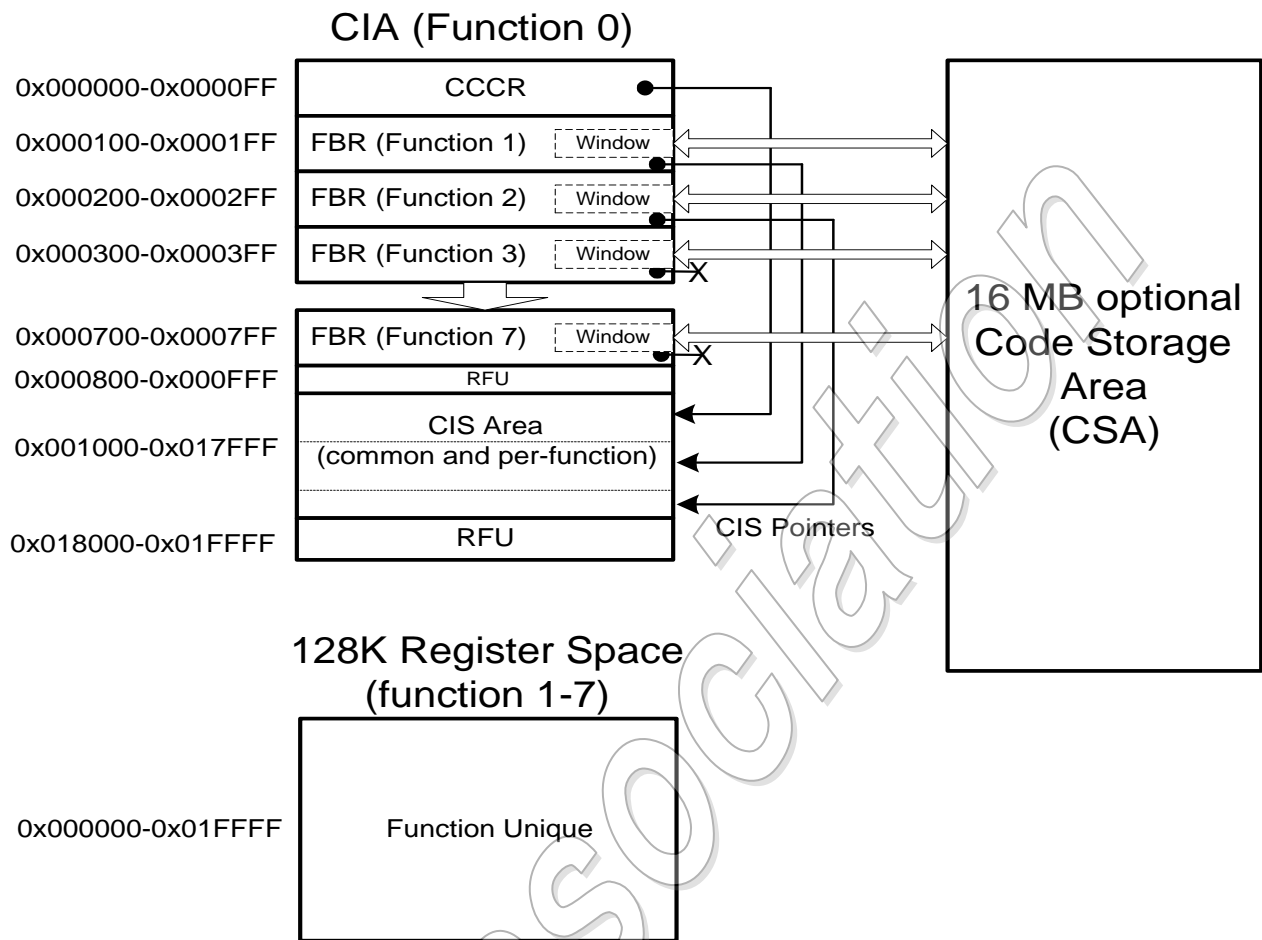 CIA (Function 0)
0x000000-0x0000FF
CCCR
0x000100-0x0001FF
FBR (Function 1)
Window
0x000200-0x0002FF
FBR (Function 2)
Window
0x000300-0x0003FF
FBR (Function 3)
Window
X
0x000700-0x0007FF
FBR (Function 7)
Window
X
0x000800-0x000FFF
RFU
0x001000-0x017FFF
CIS Area
(common and per-function)
0x018000-0x01FFFF
RFU
CIS Pointers
16 MB optional
Code Storage
Area
(CSA)
128K Register Space
(function 1-7)
0x000000-0x01FFFF
Function Unique
sociation